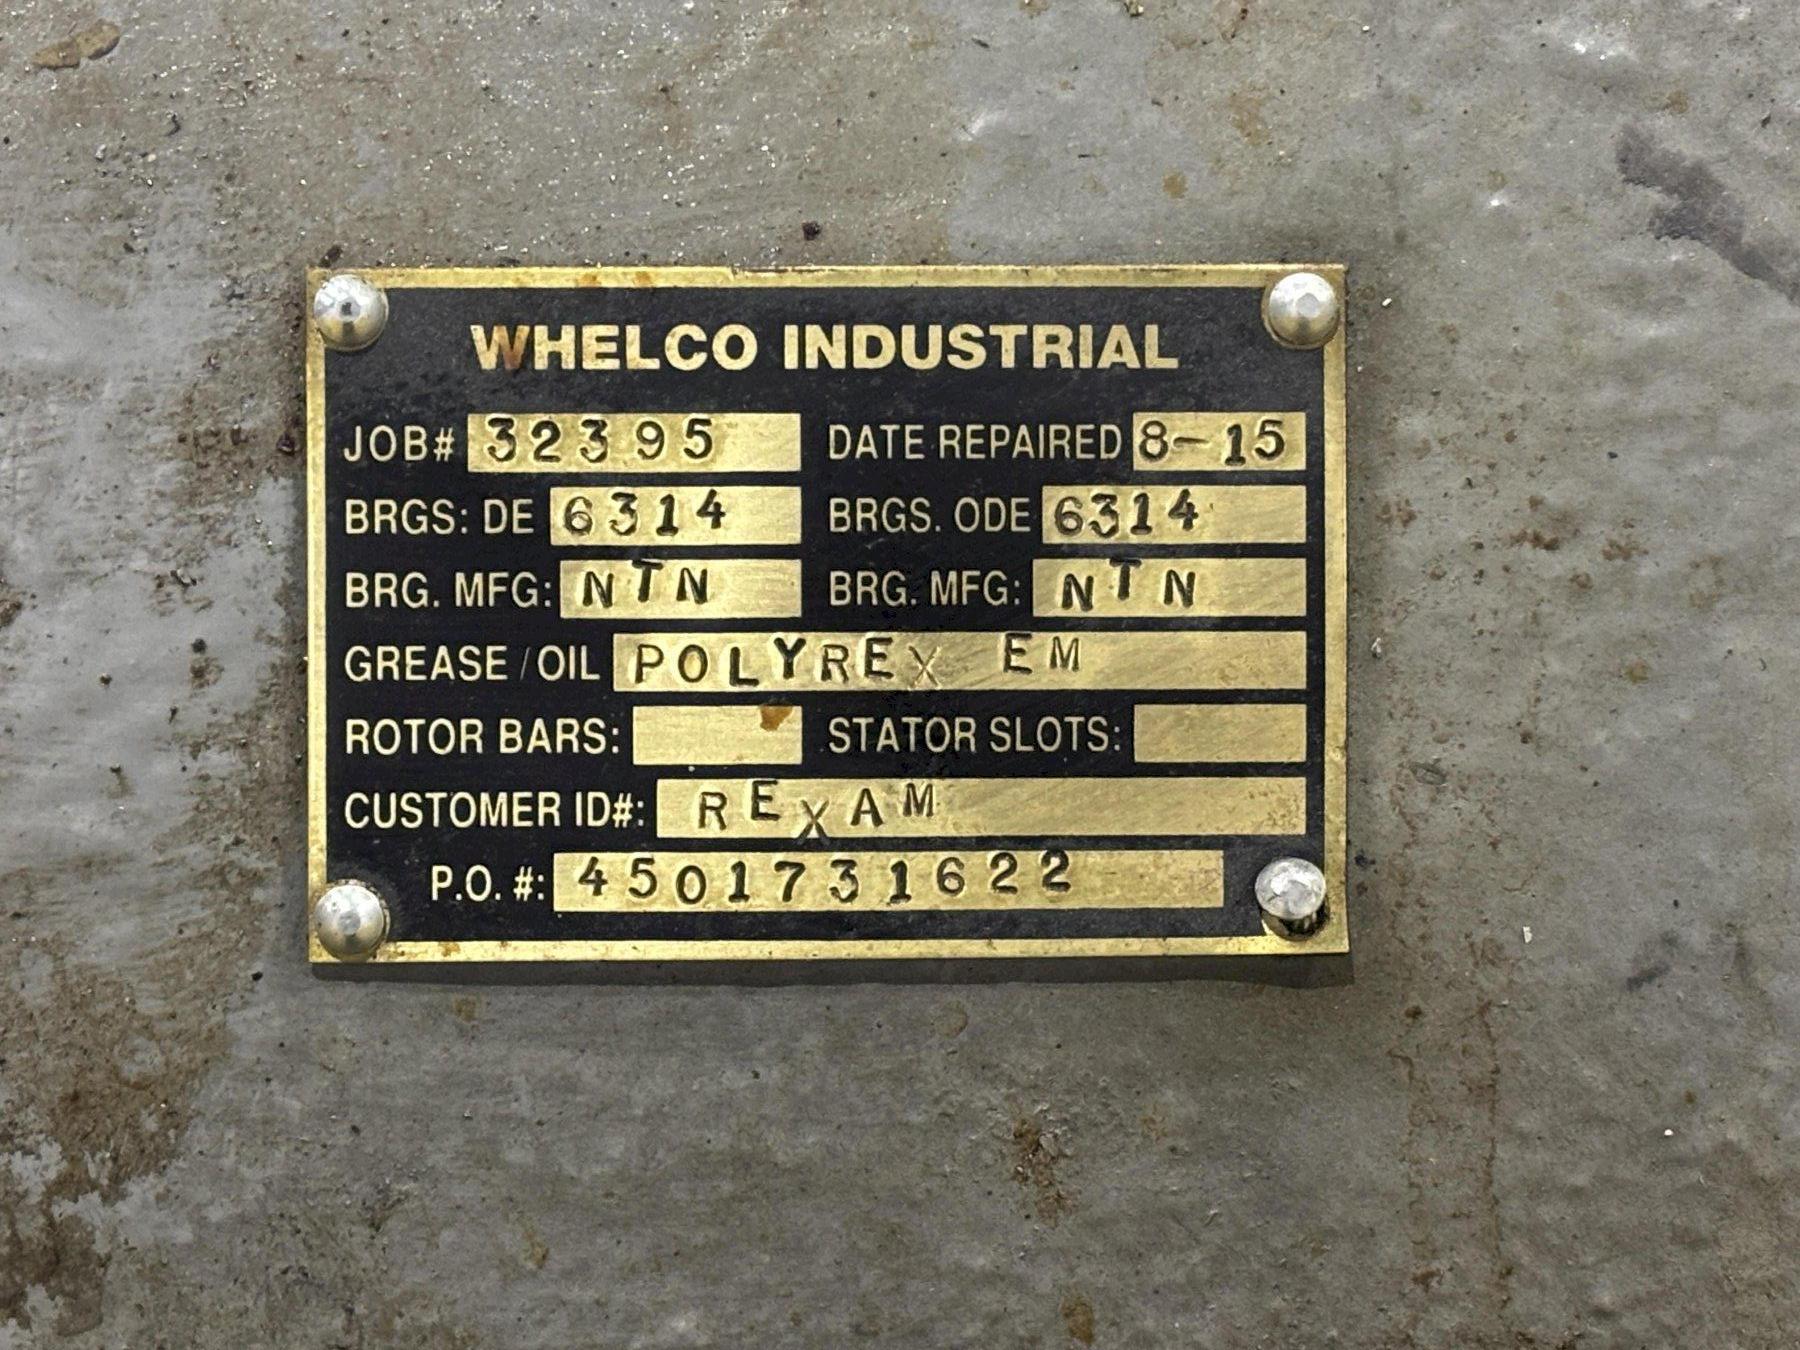 WHELCO INDUSTRIAL
JOB# 32395 DATE REPAIRED 8-15
BRGS: DE 6314 BRGS. ODE 6314
BRG. MFG: NTN BRG. MFG: NTN
GREASE / OIL POLYREX EM
ROTOR BARS: STATOR SLOTS:
CUSTOMER ID#: REXAM
P.O. #: 4501731622